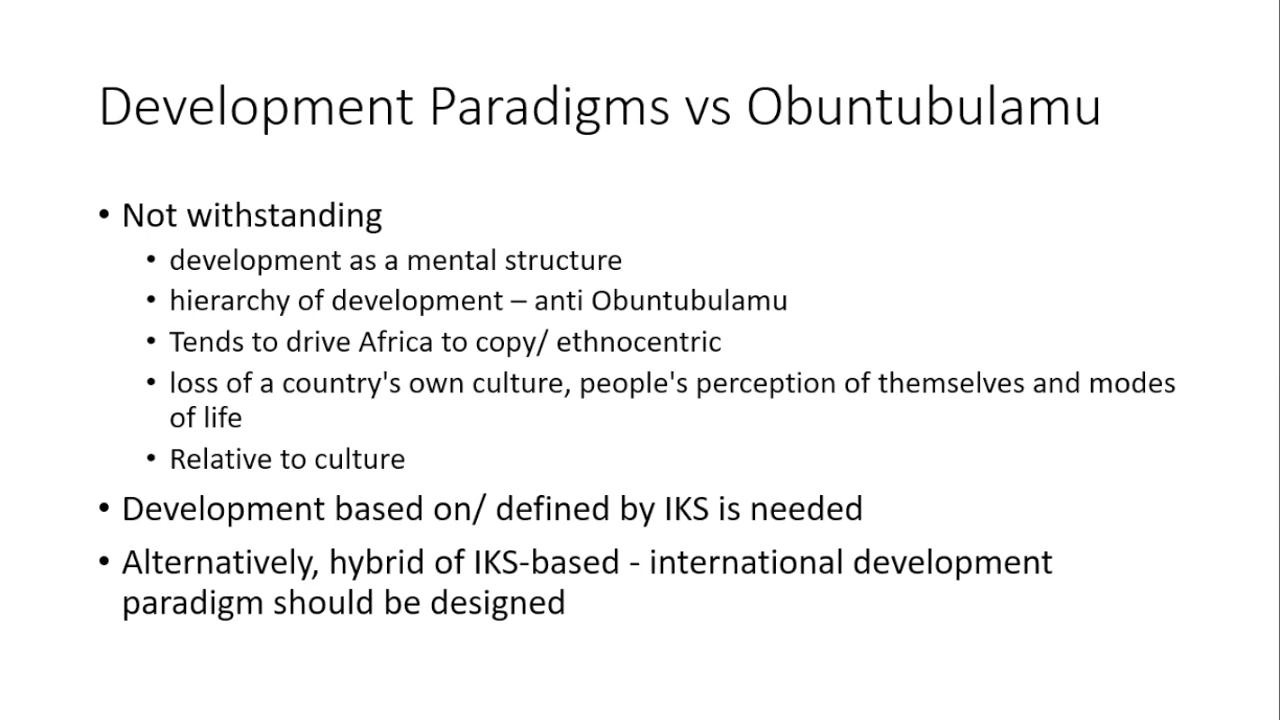 Development Paradigms vs Obuntubulamu
• Not withstanding
• development as a mental structure
• hierarchy of development – anti Obuntubulamu
• Tends to drive Africa to copy/ ethnocentric
• loss of a country's own culture, people's perception of themselves and modes
of life
• Relative to culture
• Development based on/ defined by IKS is needed
• Alternatively, hybrid of IKS-based - international development
paradigm should be designed